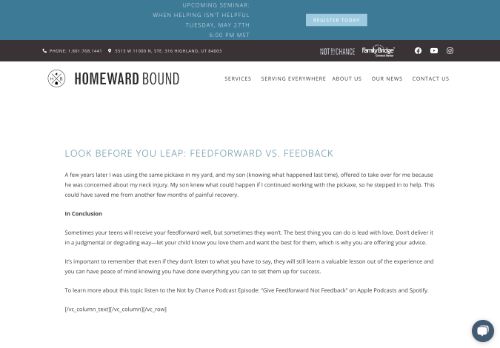 UPCOMING SEMINAR:
WHEN HELPING ISN'T HELPFUL
TUESDAY, MAY 27TH
6:00 PM MST
REGISTER TODAY
PHONE: 1.801.768.1441
5513 W 11000 N, STE. 316 HIGHLAND, UT 84003
NOT BY CHANCE
FamilyBridge
HOMEWARD BOUND
SERVICES
SERVING EVERYWHERE
ABOUT US
OUR NEWS
CONTACT US
LOOK BEFORE YOU LEAP: FEEDFORWARD VS. FEEDBACK
A few years later I was using the same pickaxe in my yard, and my son (knowing what happened last time), offered to take over for me because
he was concerned about my neck injury. My son knew what could happen if I continued working with the pickaxe, so he stepped in to help. This
could have saved me from another few months of painful recovery.
In Conclusion
Sometimes your teens will receive your feedforward well, but sometimes they won't. The best thing you can do is lead with love. Don't deliver it
in a judgmental or degrading way—let your child know you love them and want the best for them, which is why you are offering your advice.
It's important to remember that even if they don't listen to what you have to say, they will still learn a valuable lesson out of the experience and
you can have peace of mind knowing you have done everything you can to set them up for success.
To learn more about this topic listen to the Not by Chance Podcast Episode: "Give Feedforward Not Feedback" on Apple Podcasts and Spotify.
[/vc_column_text][/vc_column][/vc_row]